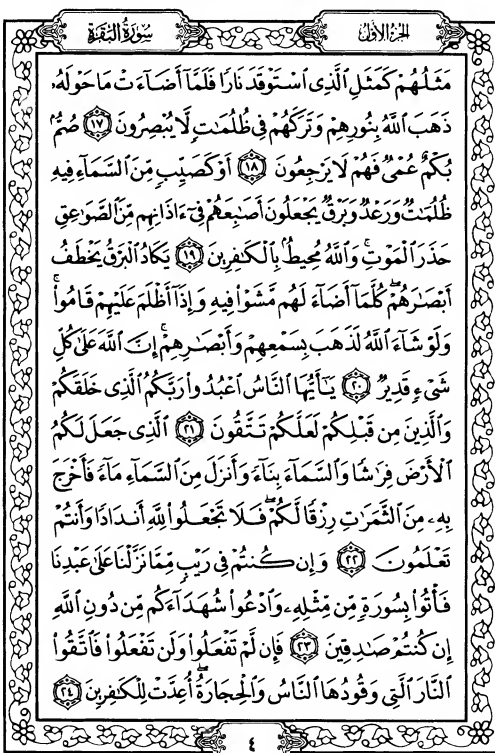 الجزء الأول
سورة البقرة
مَثَلُهُمْ كَمَثَلِ ٱلَّذِى ٱسْتَوْقَدَ نَارًا فَلَمَّآ أَضَآءَتْ مَا حَوْلَهُۥ
ذَهَبَ ٱللَّهُ بِنُورِهِمْ وَتَرَكَهُمْ فِى ظُلُمَٰتٍ لَّا يُبْصِرُونَ ١٧ صُمٌّۢ
بُكْمٌ عُمْىٌ فَهُمْ لَا يَرْجِعُونَ ١٨ أَوْ كَصَيِّبٍ مِّنَ ٱلسَّمَآءِ فِيهِ
ظُلُمَٰتٌ وَرَعْدٌ وَبَرْقٌ يَجْعَلُونَ أَصَٰبِعَهُمْ فِىٓ ءَاذَانِهِم مِّنَ ٱلصَّوَٰعِقِ
حَذَرَ ٱلْمَوْتِ ۚ وَٱللَّهُ مُحِيطٌۢ بِٱلْكَٰفِرِينَ ١٩ يَكَادُ ٱلْبَرْقُ يَخْطَفُ
أَبْصَٰرَهُمْ ۖ كُلَّمَآ أَضَآءَ لَهُم مَّشَوْا۟ فِيهِ وَإِذَآ أَظْلَمَ عَلَيْهِمْ قَامُوا۟ ۚ
وَلَوْ شَآءَ ٱللَّهُ لَذَهَبَ بِسَمْعِهِمْ وَأَبْصَٰرِهِمْ ۚ إِنَّ ٱللَّهَ عَلَىٰ كُلِّ
شَىْءٍ قَدِيرٌ ٢٠ يَٰٓأَيُّهَا ٱلنَّاسُ ٱعْبُدُوا۟ رَبَّكُمُ ٱلَّذِى خَلَقَكُمْ
وَٱلَّذِينَ مِن قَبْلِكُمْ لَعَلَّكُمْ تَتَّقُونَ ٢١ ٱلَّذِى جَعَلَ لَكُمُ
ٱلْأَرْضَ فِرَٰشًا وَٱلسَّمَآءَ بِنَآءً وَأَنزَلَ مِنَ ٱلسَّمَآءِ مَآءً فَأَخْرَجَ
بِهِۦ مِنَ ٱلثَّمَرَٰتِ رِزْقًا لَّكُمْ ۖ فَلَا تَجْعَلُوا۟ لِلَّهِ أَندَادًا وَأَنتُمْ
تَعْلَمُونَ ٢٢ وَإِن كُنتُمْ فِى رَيْبٍ مِّمَّا نَزَّلْنَا عَلَىٰ عَبْدِنَا
فَأْتُوا۟ بِسُورَةٍ مِّن مِّثْلِهِۦ وَٱدْعُوا۟ شُهَدَآءَكُم مِّن دُونِ ٱللَّهِ
إِن كُنتُمْ صَٰدِقِينَ ٢٣ فَإِن لَّمْ تَفْعَلُوا۟ وَلَن تَفْعَلُوا۟ فَٱتَّقُوا۟
ٱلنَّارَ ٱلَّتِى وَقُودُهَا ٱلنَّاسُ وَٱلْحِجَارَةُ ۖ أُعِدَّتْ لِلْكَٰفِرِينَ ٢٤
٤